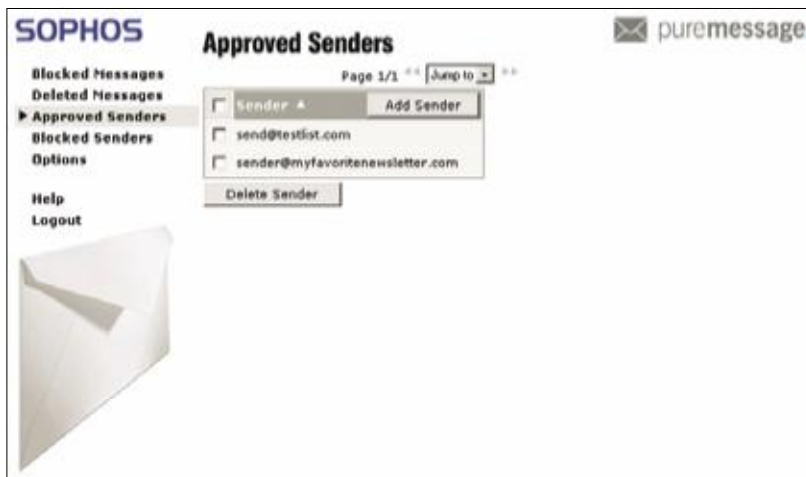 SOPHOS
puremessage
Approved Senders
Blocked Messages
Deleted Messages
Approved Senders
Blocked Senders
Options
Help
Logout
Page 1/1 Jump to
Sender Add Sender
send@testlist.com
sender@myfavoritenewsletter.com
Delete Sender